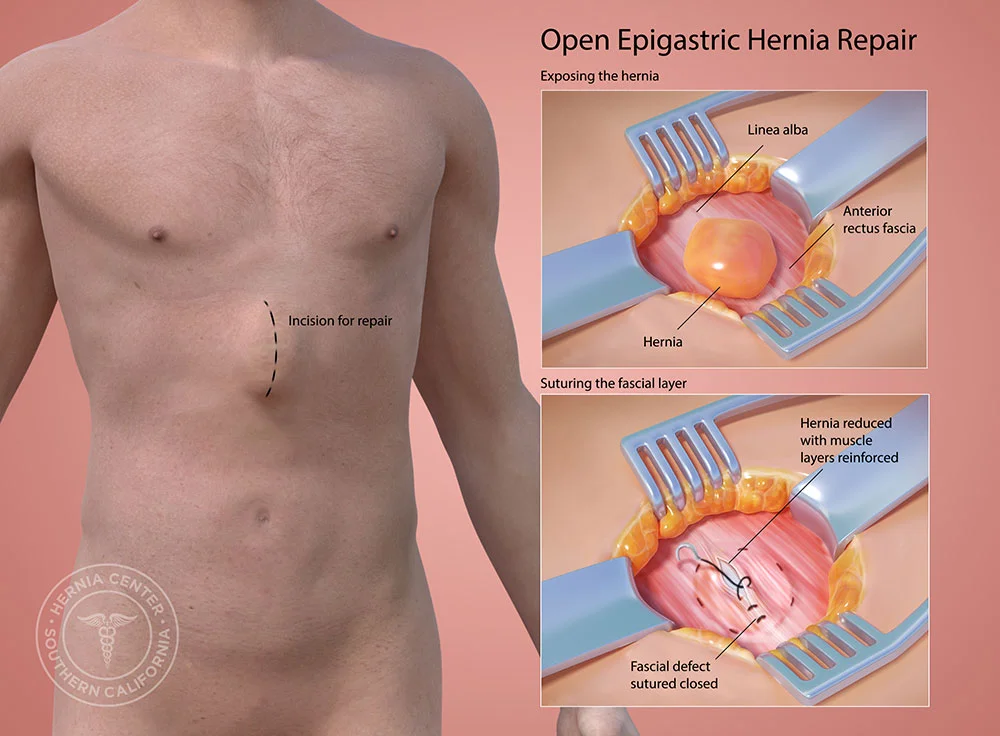 Open Epigastric Hernia Repair
Exposing the hernia
Linea alba
Anterior
rectus fascia
Hernia
Incision for repair
Suturing the fascial layer
Hernia reduced
with muscle
layers reinforced
Fascial defect
sutured closed
HERNIA CENTER
SOUTHERN CALIFORNIA